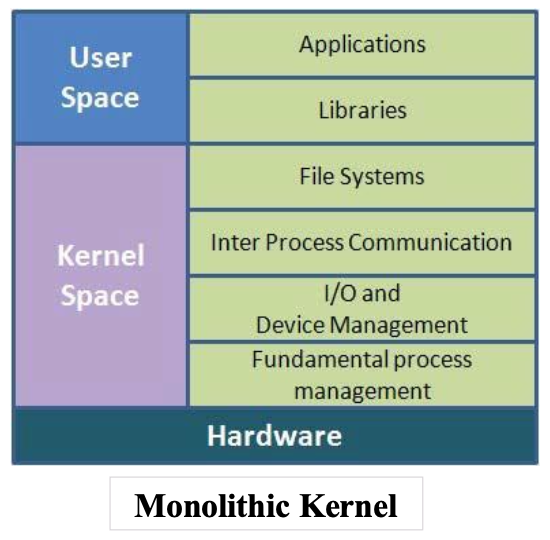 User
Space
Applications
Libraries
Kernel
Space
File Systems
Inter Process Communication
I/O and
Device Management
Fundamental process
management
Hardware
Monolithic Kernel